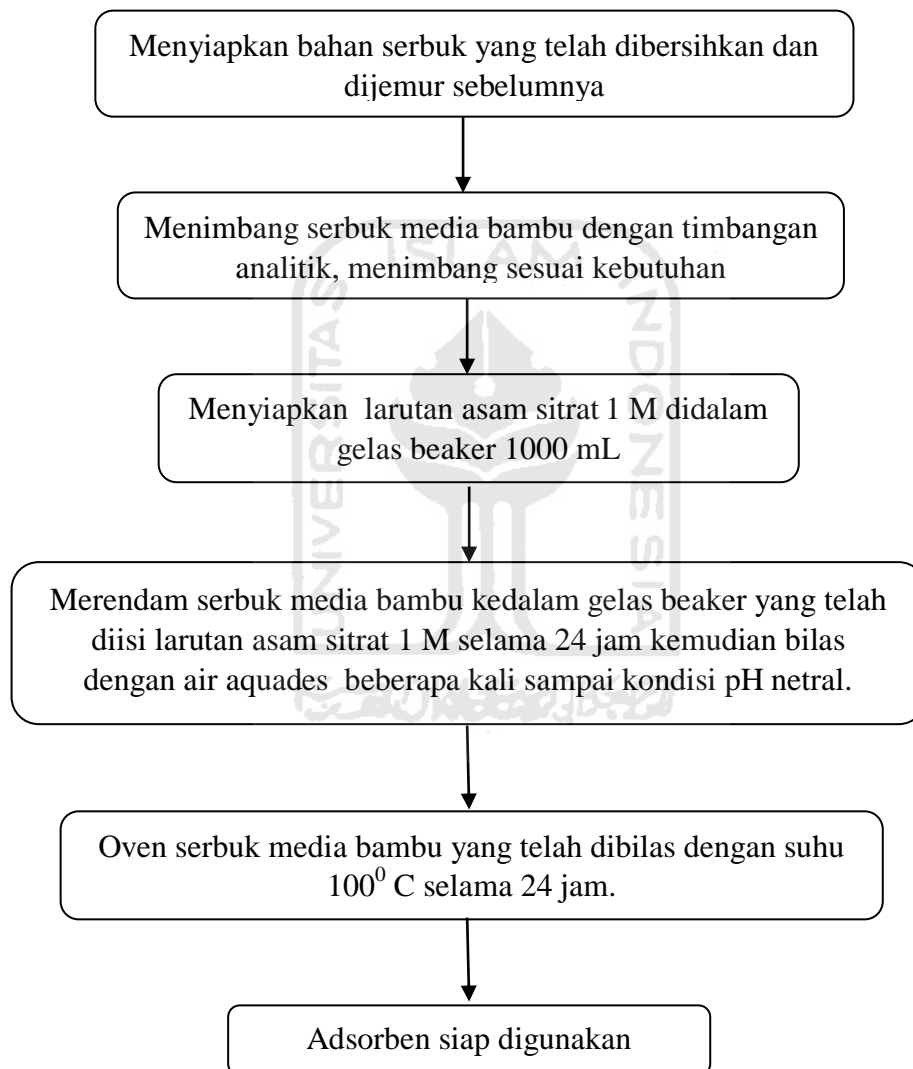 Menyiapkan bahan serbuk yang telah dibersihkan dan
dijemur sebelumnya
Menimbang serbuk media bambu dengan timbangan
analitik, menimbang sesuai kebutuhan
Menyiapkan larutan asam sitrat 1 M didalam
gelas beaker 1000 mL
Merendam serbuk media bambu kedalam gelas beaker yang telah
diisi larutan asam sitrat 1 M selama 24 jam kemudian bilas
dengan air aquades beberapa kali sampai kondisi pH netral.
Oven serbuk media bambu yang telah dibilas dengan suhu
100⁰ C selama 24 jam.
Adsorben siap digunakan
UNIVERSITAS
ISLAM
INDONESIA